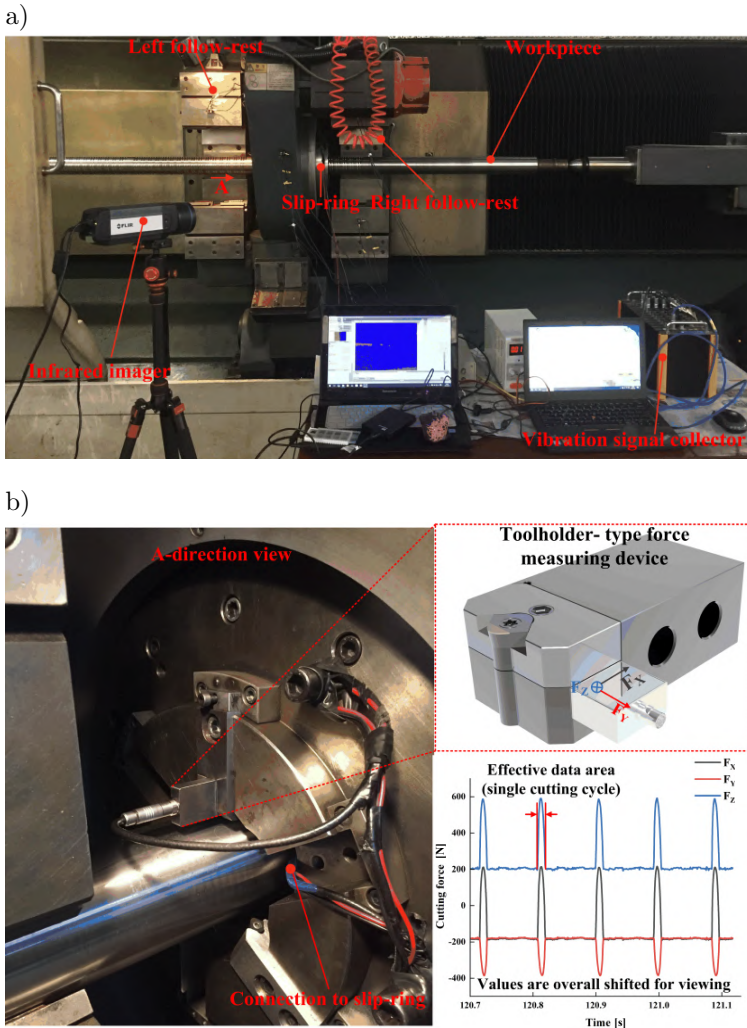 a)
Left follow-rest
Workpiece
A
Slip-ring Right follow-rest
FLIR
Infrared imager
Vibration signal collector
b)
A-direction view
Connection to slip-ring
Toolholder- type force
measuring device
FZ
FX
FY
Effective data area
(single cutting cycle)
FX
FY
FZ
Cutting force [N]
600
400
200
0
-200
-400
Values are overall shifted for viewing
120.7
120.8
120.9
121.0
121.1
Time [s]